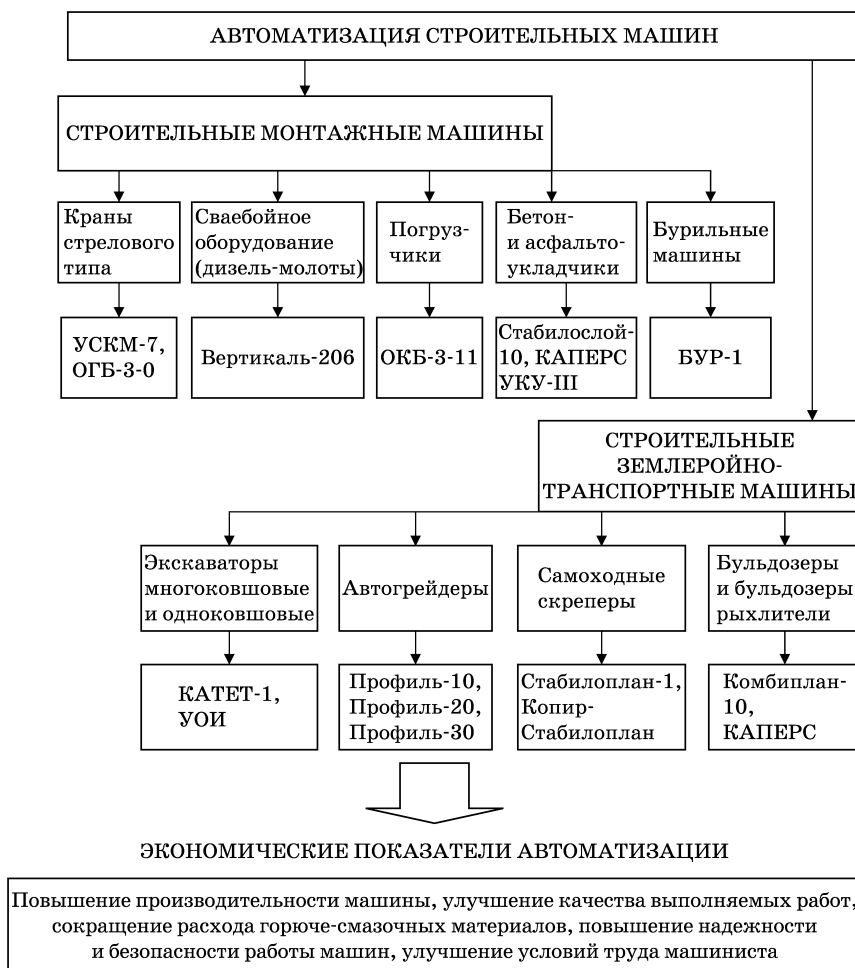 АВТОМАТИЗАЦИЯ СТРОИТЕЛЬНЫХ МАШИН
СТРОИТЕЛЬНЫЕ МОНТАЖНЫЕ МАШИНЫ
Краны
стрелового
типа
Сваебойное
оборудование
(дизель-молоты)
Погруз-
чики
Бетон-
и асфальто-
укладчики
Бурильные
машины
УСКМ-7,
ОГБ-3-0
Вертикаль-206
ОКБ-3-11
Стабилослой-
10, КАПЕРС
УКУ-III
БУР-1
СТРОИТЕЛЬНЫЕ
ЗЕМЛЕРОЙНО-
ТРАНСПОРТНЫЕ МАШИНЫ
Экскаваторы
многоковшовые
и одноковшовые
Автогрейдеры
Самоходные
скреперы
Бульдозеры
и бульдозеры
рыхлители
КАТЕТ-1,
УОИ
Профиль-10,
Профиль-20,
Профиль-30
Стабилоплан-1,
Копир-
Стабилоплан
Комбиплан-
10,
КАПЕРС
ЭКОНОМИЧЕСКИЕ ПОКАЗАТЕЛИ АВТОМАТИЗАЦИИ
Повышение производительности машины, улучшение качества выполняемых работ,
сокращение расхода горюче-смазочных материалов, повышение надежности
и безопасности работы машин, улучшение условий труда машиниста